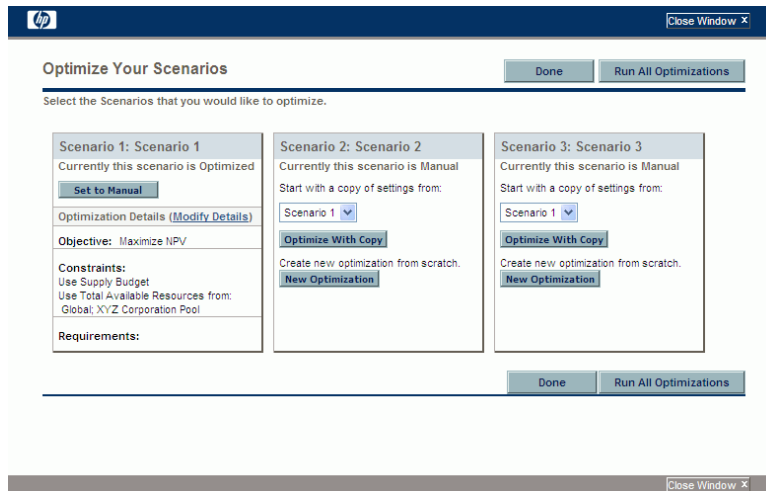 hp
Close Window x
Optimize Your Scenarios
Done
Run All Optimizations
Select the Scenarios that you would like to optimize.
Scenario 1: Scenario 1
Currently this scenario is Optimized
Set to Manual
Optimization Details (Modify Details)
Objective: Maximize NPV
Constraints:
Use Supply Budget
Use Total Available Resources from:
Global; XYZ Corporation Pool
Requirements:
Scenario 2: Scenario 2
Currently this scenario is Manual
Start with a copy of settings from:
Scenario 1
Optimize With Copy
Create new optimization from scratch.
New Optimization
Scenario 3: Scenario 3
Currently this scenario is Manual
Start with a copy of settings from:
Scenario 1
Optimize With Copy
Create new optimization from scratch.
New Optimization
Done
Run All Optimizations
Close Window x